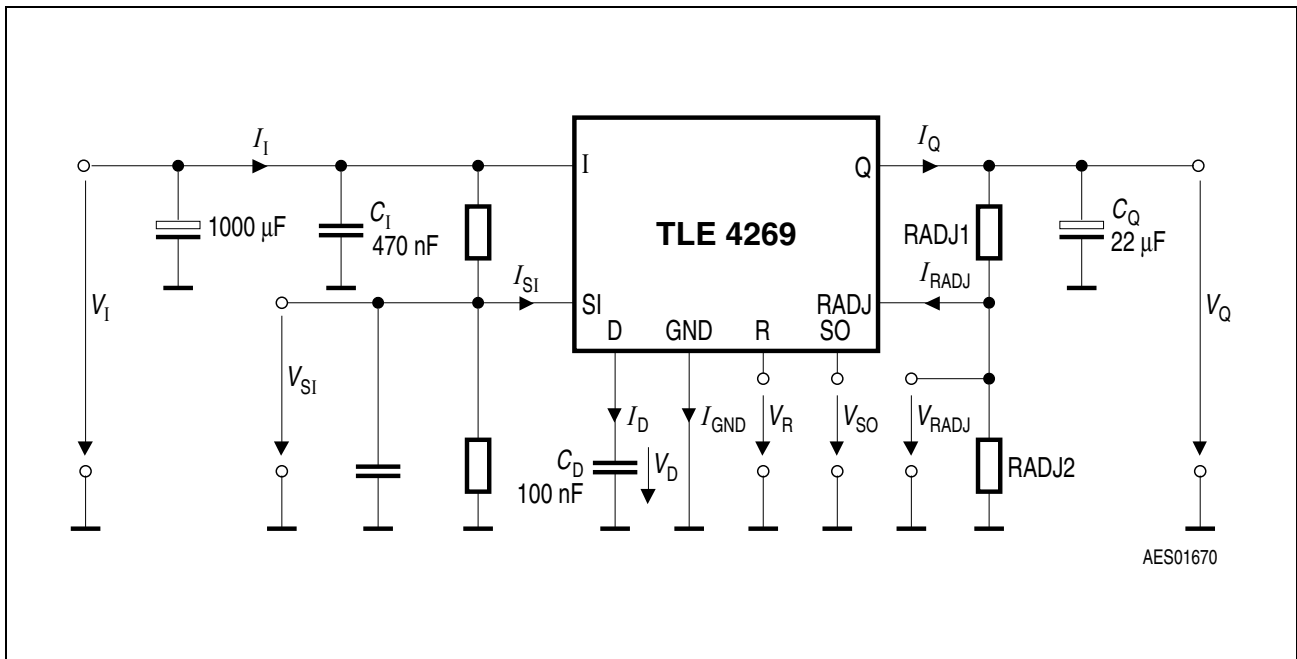 I_I
I_Q
I
Q
1000 µF
C_I
470 nF
TLE 4269
RADJ1
C_Q
22 µF
I_SI
I_RADJ
SI
RADJ
V_I
D
GND
R
SO
V_Q
V_SI
I_D
I_GND
V_R
V_SO
V_RADJ
C_D
100 nF
V_D
RADJ2
AES01670